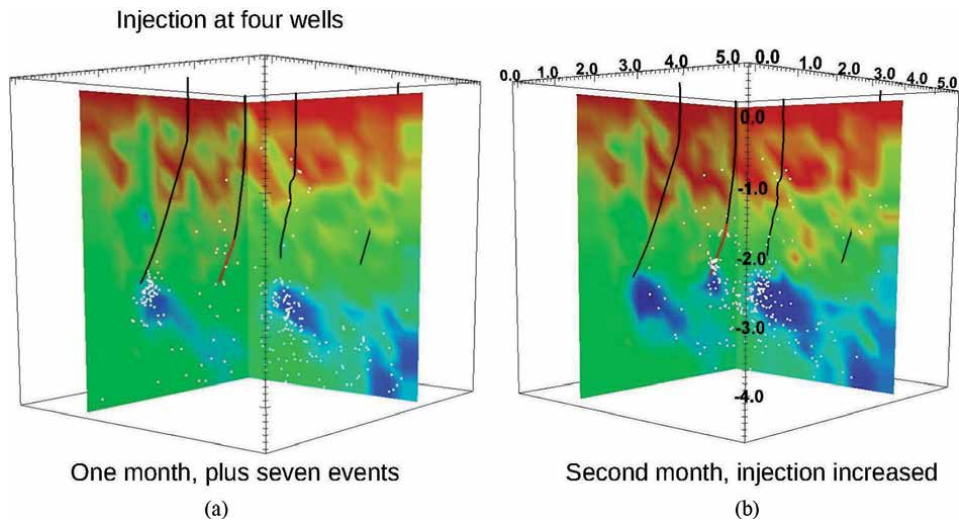 Injection at four wells
0.0 1.0 2.0 3.0 4.0 5.0 0.0 1.0 2.0 3.0 4.0 5.0
0.0
-1.0
-2.0
-3.0
-4.0
One month, plus seven events
Second month, injection increased
(a)
(b)